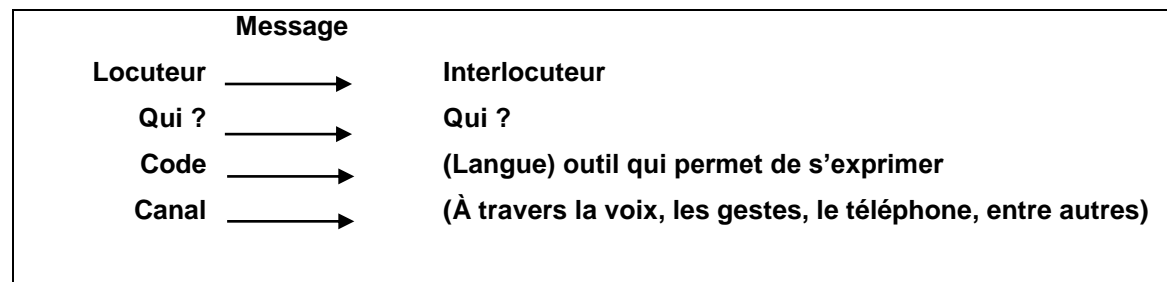 Message
Locuteur Interlocuteur
Qui ? Qui ?
Code (Langue) outil qui permet de s’exprimer
Canal (À travers la voix, les gestes, le téléphone, entre autres)